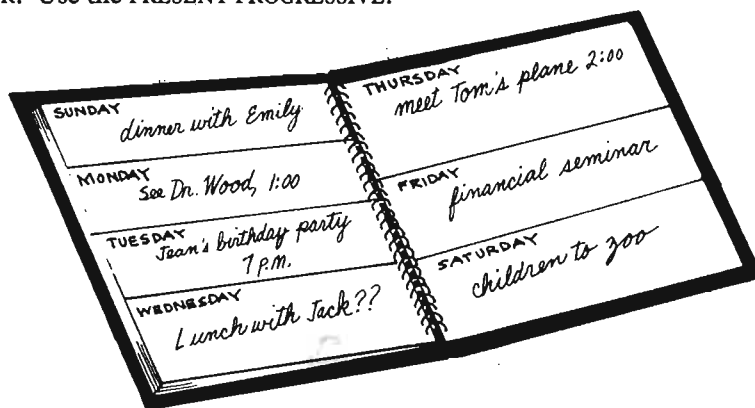 R. Use the PRESENT PROGRESSIVE.
SUNDAY
dinner with Emily
MONDAY
See Dr. Wood, 1:00
TUESDAY
Jean's birthday party
7 P.M.
WEDNESDAY
Lunch with Jack??
THURSDAY
meet Tom's plane 2:00
FRIDAY
financial seminar
SATURDAY
children to zoo